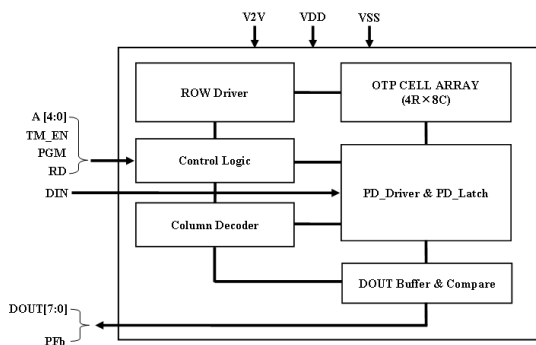 V2V VDD VSS
ROW Driver
OTP CELL ARRAY
(4R×8C)
A [4:0]
TM_EN
PGM
RD
Control Logic
DIN
PD_Driver & PD_Latch
Column Decoder
DOUT Buffer & Compare
DOUT[7:0]
PFb